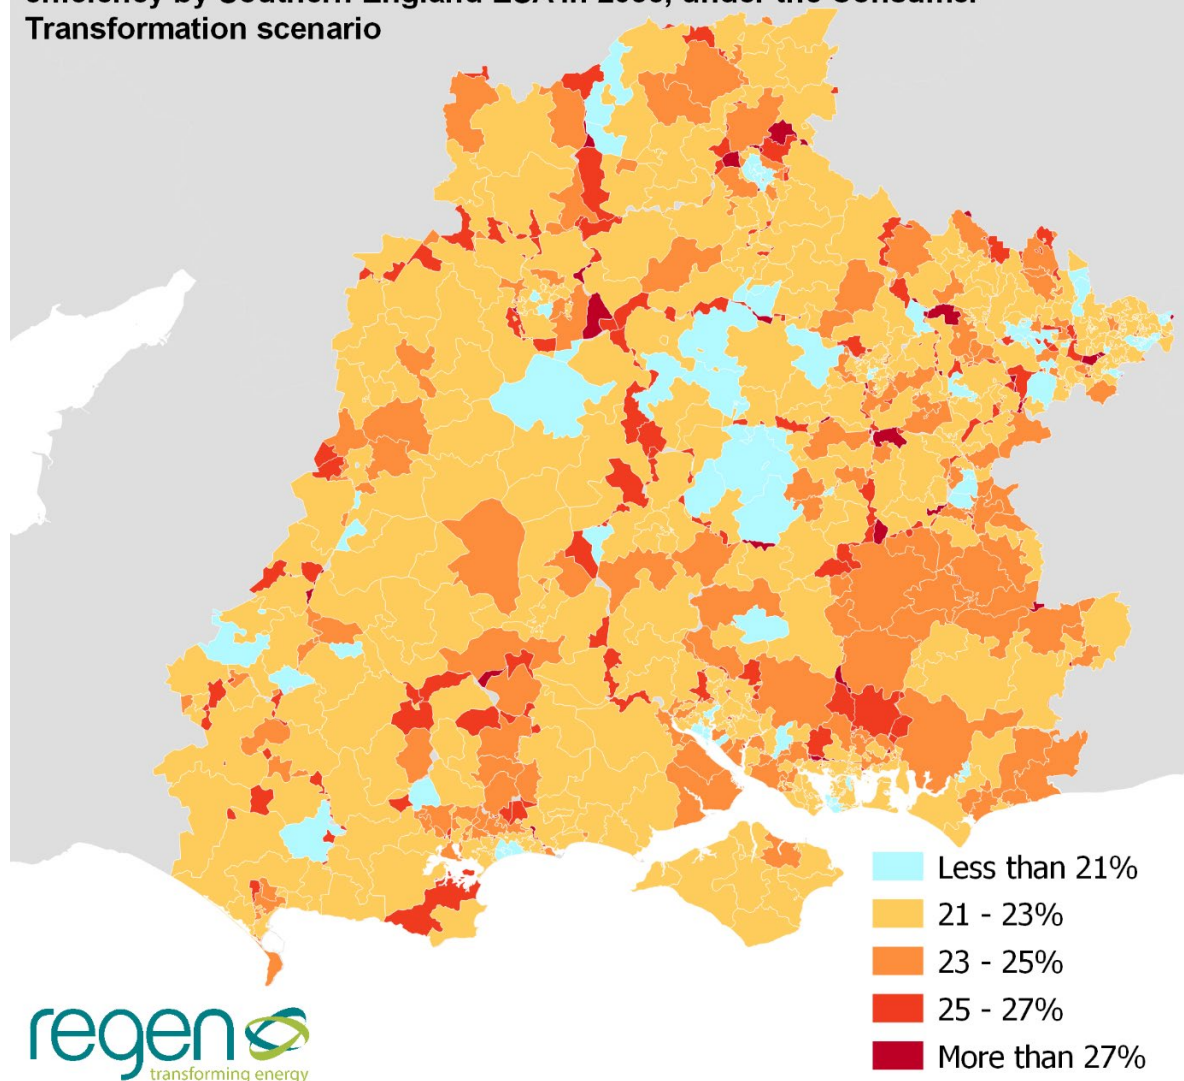 Transformation scenario
Less than 21%
21 - 23%
23 - 25%
25 - 27%
More than 27%
regen
transforming energy